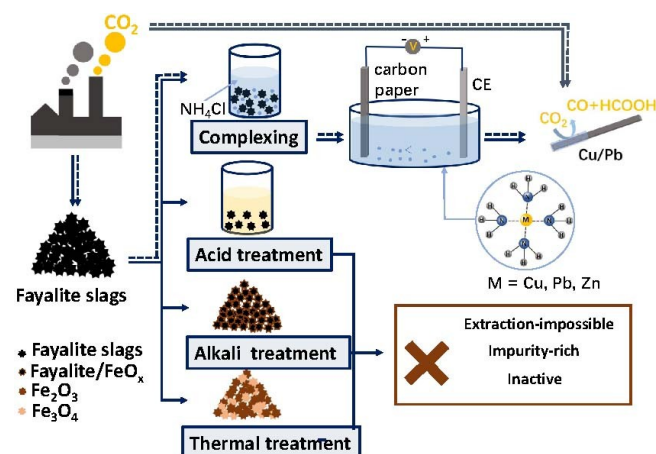 CO₂
Fayalite slags
Fayalite slags
Fayalite/FeOₓ
Fe₂O₃
Fe₃O₄
NH₄Cl
Complexing
Acid treatment
Alkali treatment
Thermal treatment
- V +
carbon
paper
CE
CO₂
CO+HCOOH
Cu/Pb
H H H H H H H H H H H H
N N N N
M
M = Cu, Pb, Zn
Extraction-impossible
Impurity-rich
Inactive